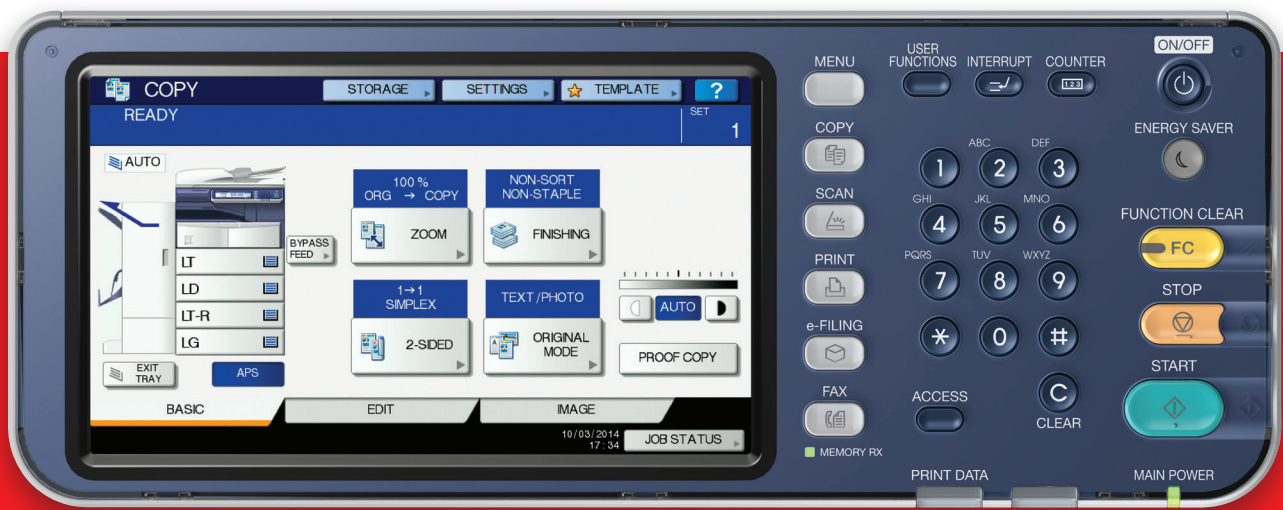 COPY
STORAGE
SETTINGS
TEMPLATE
?
READY
SET
1
AUTO
BYPASS
FEED
LT
LD
LT-R
LG
EXIT
TRAY
APS
100 %
ORG → COPY
ZOOM
NON-SORT
NON-STAPLE
FINISHING
1→1
SIMPLEX
2-SIDED
TEXT/PHOTO
ORIGINAL
MODE
AUTO
PROOF COPY
BASIC
EDIT
IMAGE
10/03/2014
17:34
JOB STATUS
MENU
COPY
SCAN
PRINT
e-FILING
FAX
MEMORY RX
USER
FUNCTIONS
INTERRUPT
COUNTER
123
ABC
DEF
1
2
3
GHI
JKL
MNO
4
5
6
PQRS
TUV
WXYZ
7
8
9
*
0
#
ACCESS
C
CLEAR
PRINT DATA
ON/OFF
ENERGY SAVER
FUNCTION CLEAR
FC
STOP
START
MAIN POWER